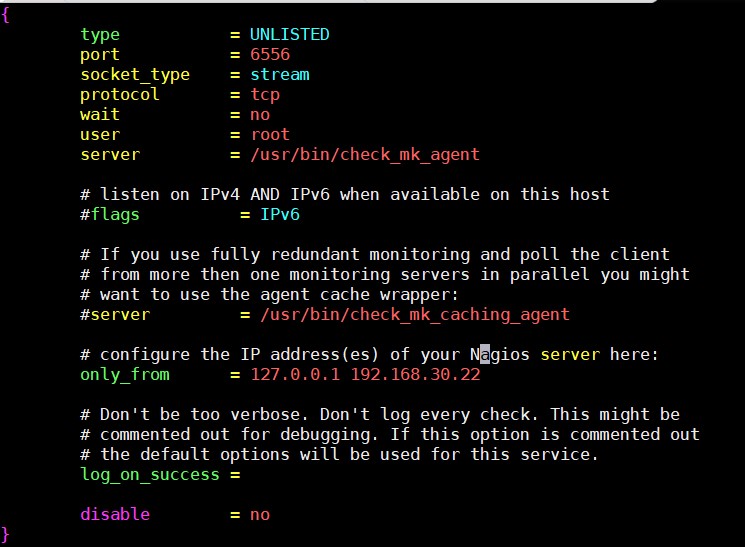 {
type = UNLISTED
port = 6556
socket_type = stream
protocol = tcp
wait = no
user = root
server = /usr/bin/check_mk_agent
# listen on IPv4 AND IPv6 when available on this host
#flags = IPv6
# If you use fully redundant monitoring and poll the client
# from more then one monitoring servers in parallel you might
# want to use the agent cache wrapper:
#server = /usr/bin/check_mk_caching_agent
# configure the IP address(es) of your Nagios server here:
only_from = 127.0.0.1 192.168.30.22
# Don't be too verbose. Don't log every check. This might be
# commented out for debugging. If this option is commented out
# the default options will be used for this service.
log_on_success =
disable = no
}